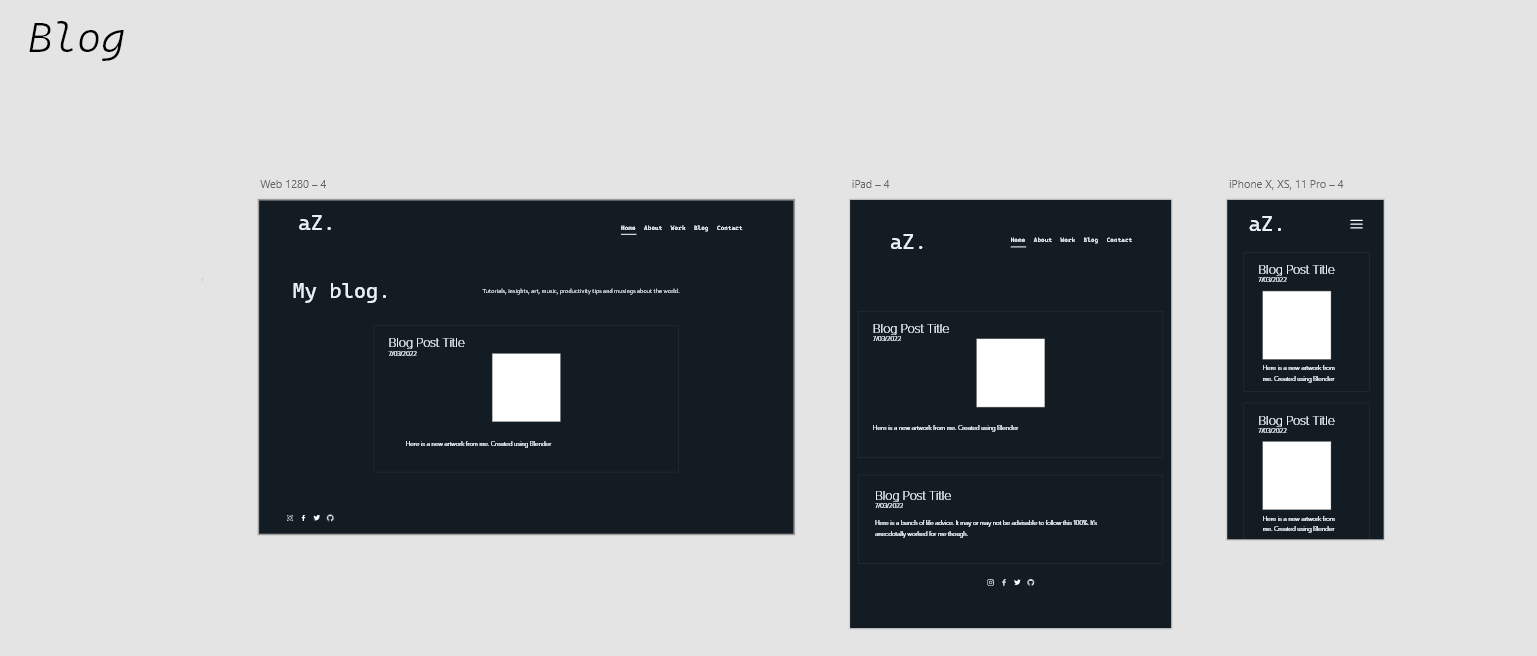 Blog
Web 1280 – 4
aZ.
Home About Work Blog Contact
My blog.
Tutorials, insights, art, music, productivity tips and musings about the world.
Blog Post Title
7/03/2022
Here is a new artwork from me. Created using Blender
iPad – 4
aZ.
Home About Work Blog Contact
Blog Post Title
7/03/2022
Here is a new artwork from me. Created using Blender
Blog Post Title
7/03/2022
Here is a bunch of life advice. It may or may not be advisable to follow this 100%. It's
anecdotally worked for me though.
iPhone X, XS, 11 Pro – 4
aZ.
Blog Post Title
7/03/2022
Here is a new artwork from
me. Created using Blender
Blog Post Title
7/03/2022
Here is a new artwork from
me. Created using Blender